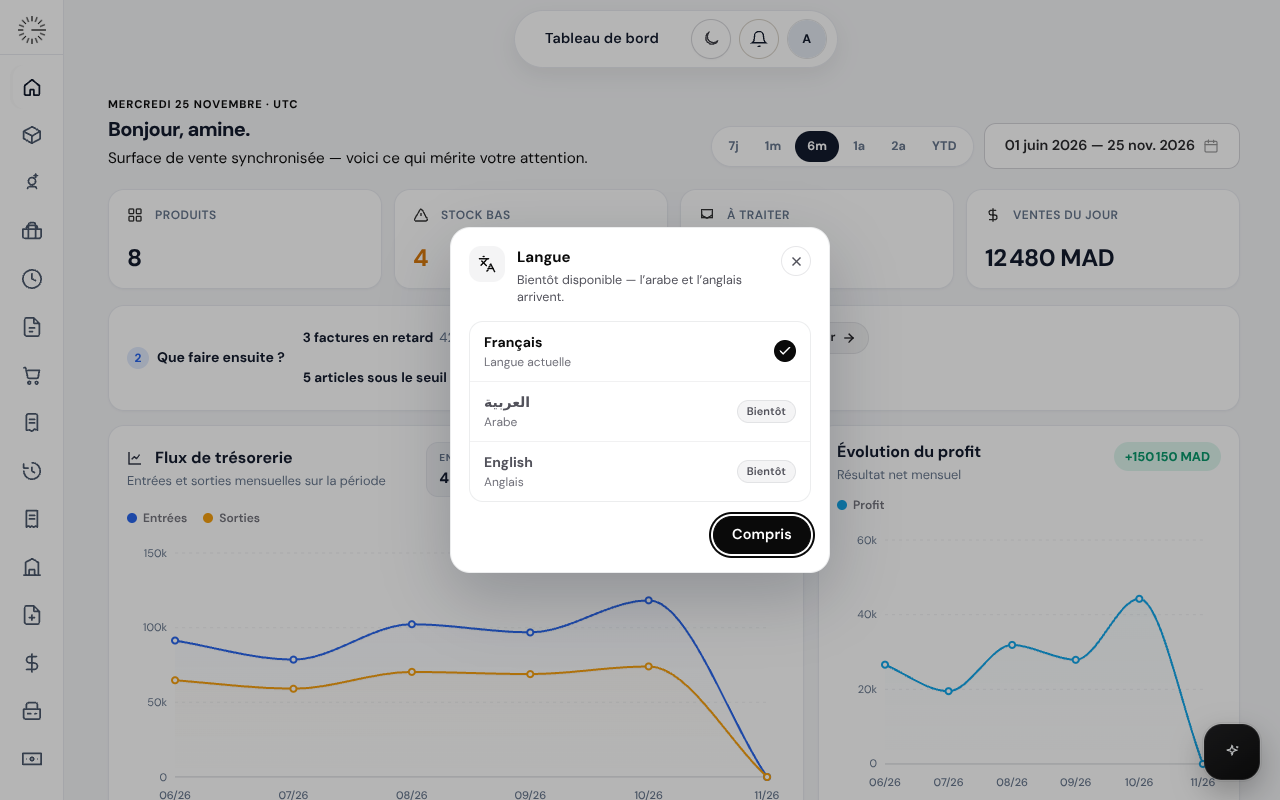 Tableau de bord
A
MERCREDI 25 NOVEMBRE · UTC
Bonjour, amine.
Surface de vente synchronisée — voici ce qui mérite votre attention.
7j 1m 6m 1a 2a YTD
01 juin 2026 — 25 nov. 2026
PRODUITS
8
STOCK BAS
4
À TRAITER
VENTES DU JOUR
12 480 MAD
2 Que faire ensuite ?
3 factures en retard
5 articles sous le seuil
Langue
Bientôt disponible — l’arabe et l’anglais
arrivent.
Français
Langue actuelle
العربية
Arabe
Bientôt
English
Anglais
Bientôt
Compris
Flux de trésorerie
Entrées et sorties mensuelles sur la période
Entrées Sorties
150k
100k
50k
0
06/26 07/26 08/26 09/26 10/26 11/26
Évolution du profit
Résultat net mensuel
+150 150 MAD
Profit
60k
40k
20k
0
06/26 07/26 08/26 09/26 10/26 11/26